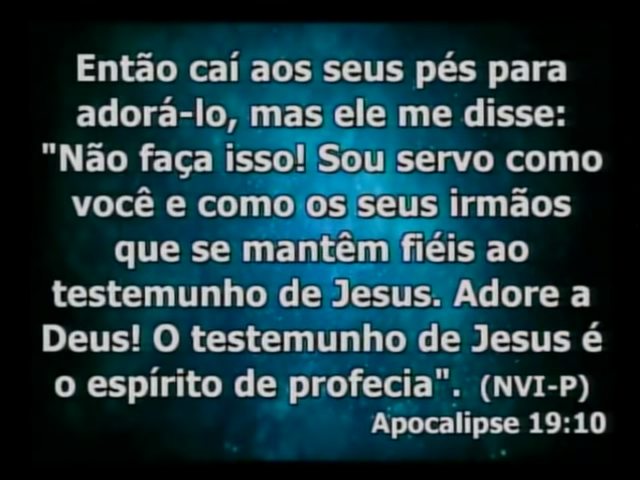 Então caí aos seus pés para
adorá-lo, mas ele me disse:
"Não faça isso! Sou servo como
você e como os seus irmãos
que se mantêm fiéis ao
testemunho de Jesus. Adore a
Deus! O testemunho de Jesus é
o espírito de profecia". (NVI-P)
Apocalipse 19:10